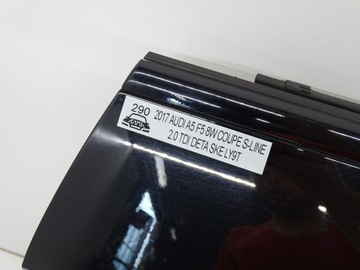 290
2017 AUDI A5 F5 8W COUPE S-LINE
2.0 TDI DETA SKE LY9T